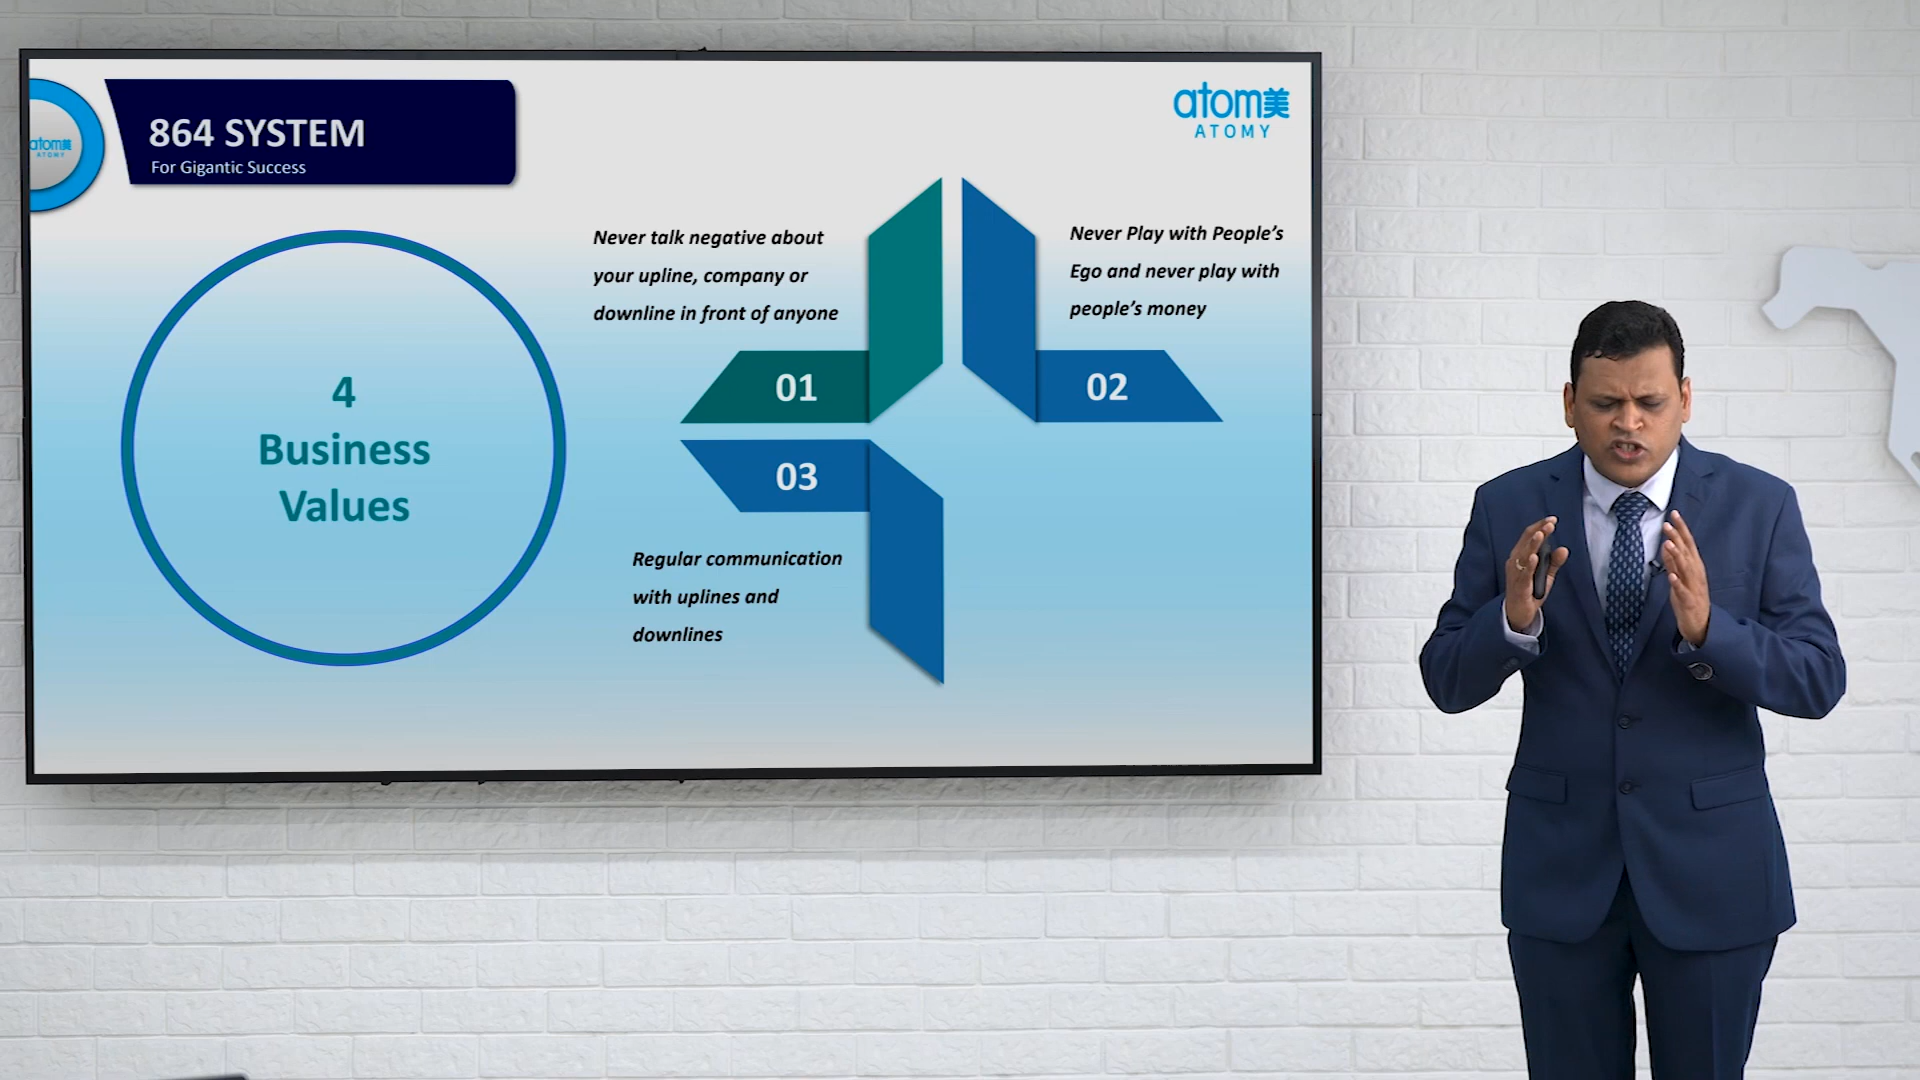 atom美
ATOMY
864 SYSTEM
For Gigantic Success
atom美
ATOMY
4
Business
Values
Never talk negative about
your upline, company or
downline in front of anyone
01
Never Play with People’s
Ego and never play with
people’s money
02
03
Regular communication
with uplines and
downlines